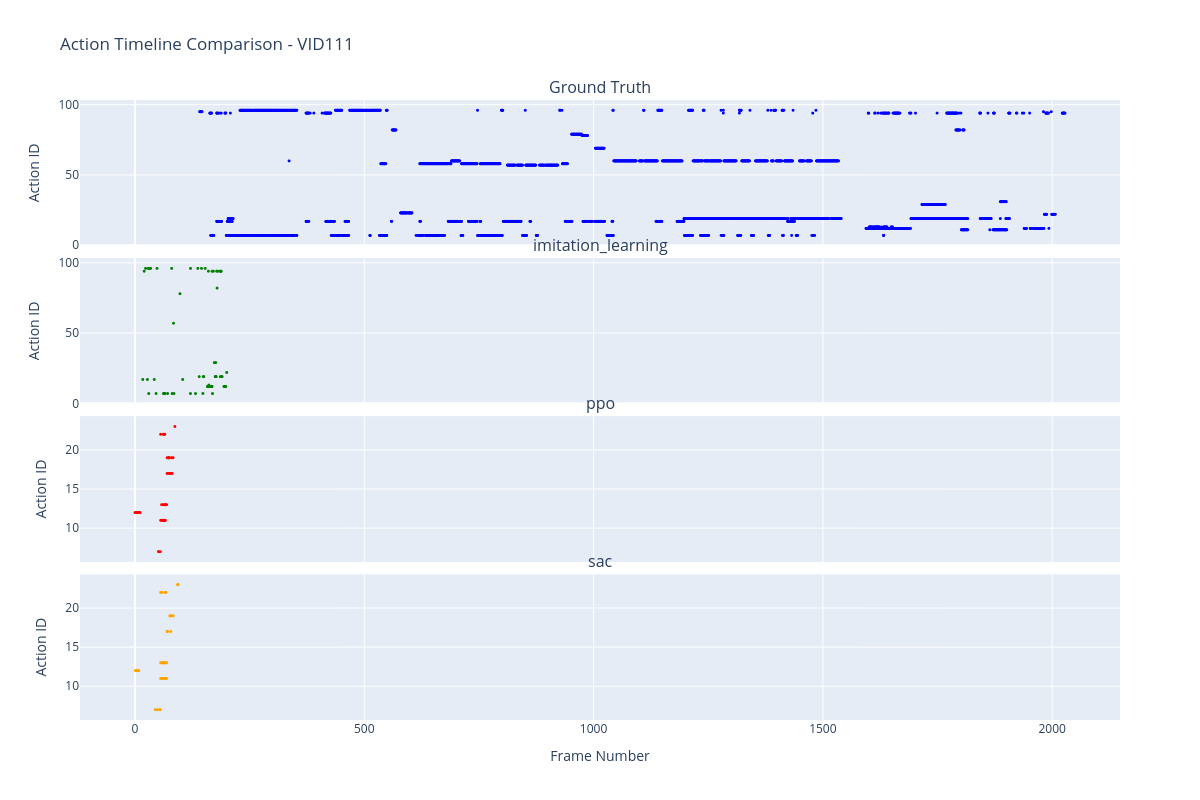 Action Timeline Comparison - VID111
Ground Truth
100
50
0
Action ID
imitation_learning
100
50
0
Action ID
ppo
20
15
10
Action ID
sac
20
15
10
Action ID
0 500 1000 1500 2000
Frame Number